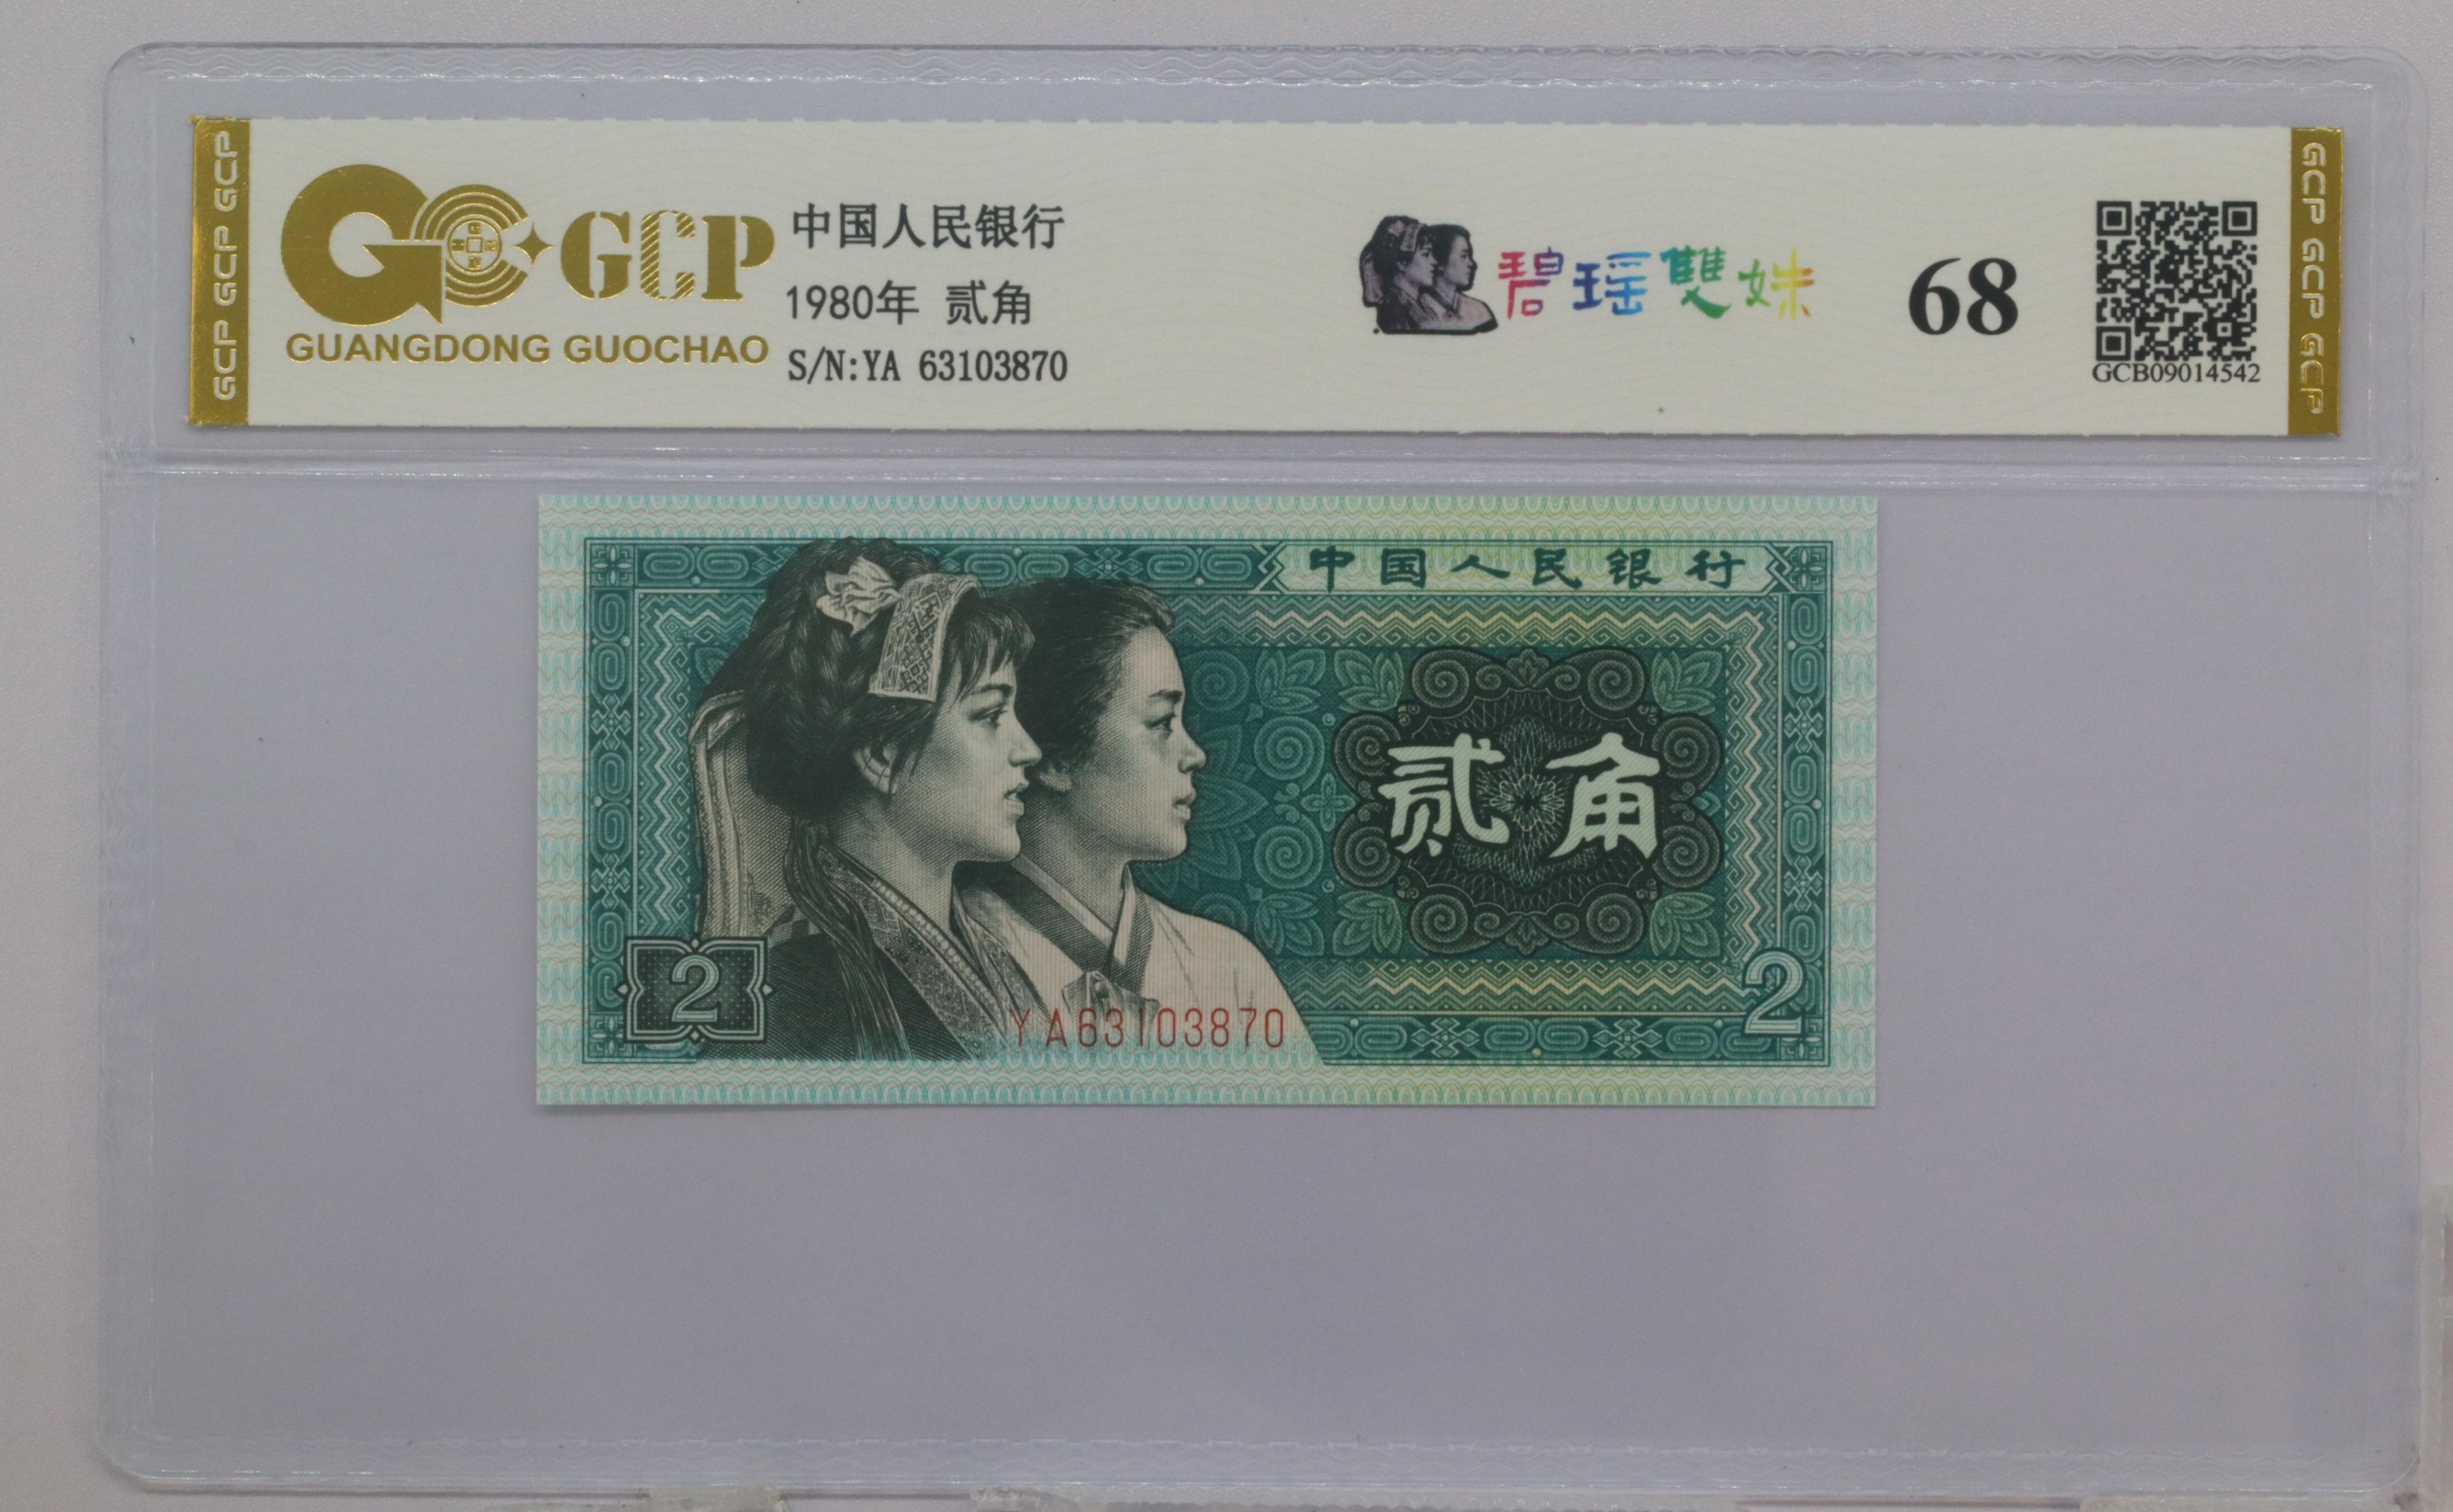 GCP GCP GCP
GCP
GUANGDONG GUOCHAO
中国人民银行
1980年 贰角
S/N:YA 63103870
碧瑶雙妹
68
GCB09014542
GCP GCP GCP
中国人民银行
贰角
2
YA63103870
2